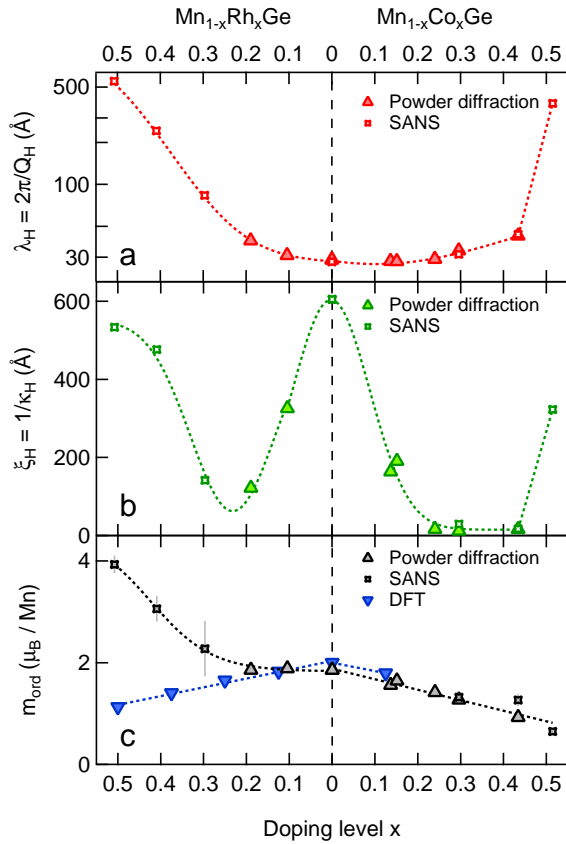 Mn1-xRhxGe Mn1-xCoxGe
0.5 0.4 0.3 0.2 0.1 0 0.1 0.2 0.3 0.4 0.5
500
100
30
λH = 2π/QH (Å)
Powder diffraction
SANS
a
600
400
200
0
ξH = 1/κH (Å)
Powder diffraction
SANS
b
4
2
0
mord (μB / Mn)
Powder diffraction
SANS
DFT
c
0.5 0.4 0.3 0.2 0.1 0 0.1 0.2 0.3 0.4 0.5
Doping level x